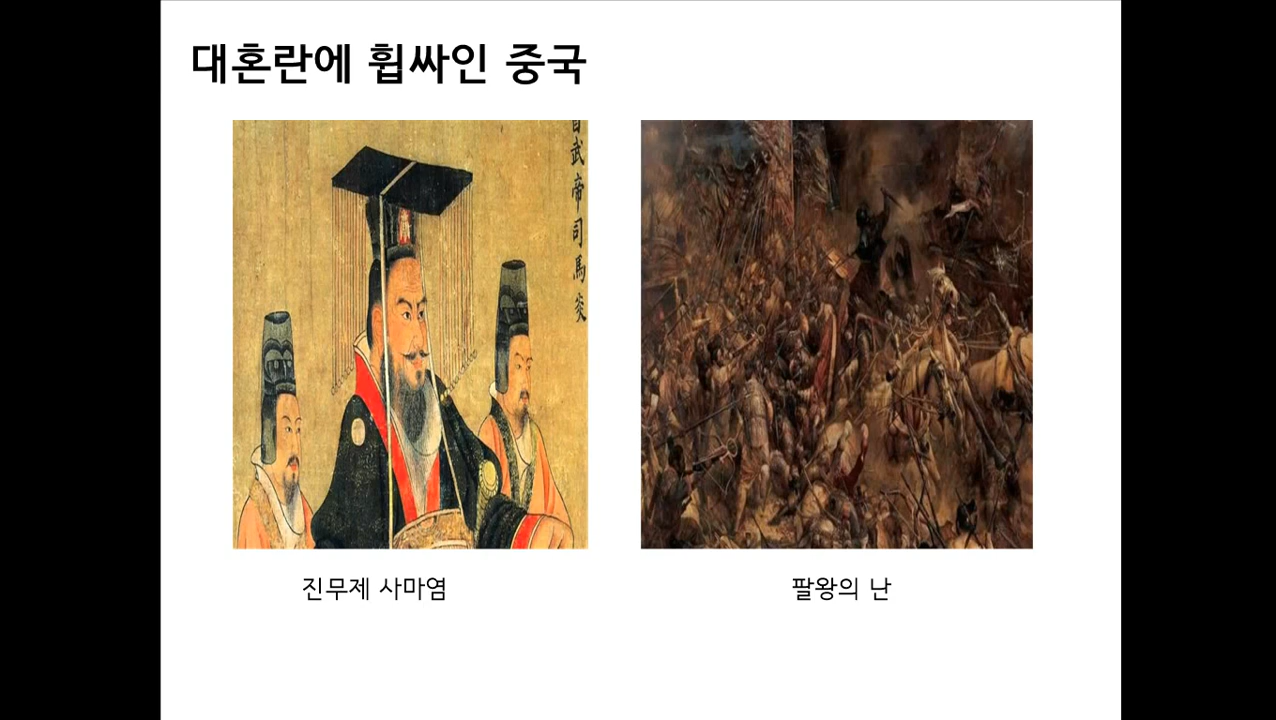 대혼란에 휩싸인 중국
武帝司馬炎
진무제 사마염
팔왕의 난